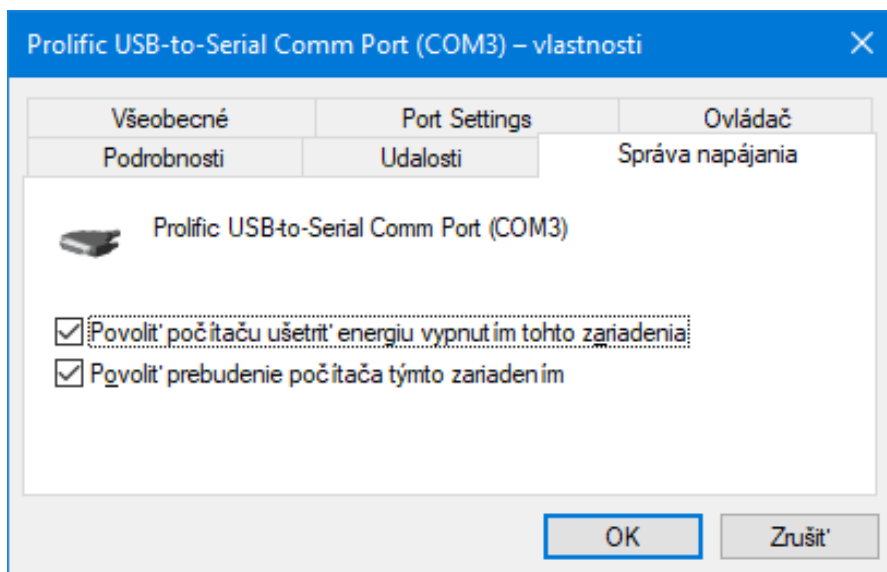 Prolific USB-to-Serial Comm Port (COM3) – vlastnosti
Všeobecné
Port Settings
Ovládač
Podrobnosti
Udalosti
Správa napájania
Prolific USB-to-Serial Comm Port (COM3)
Povoliť počítaču ušetriť energiu vypnutím tohto zariadenia
Povoliť prebudenie počítača týmto zariadením
OK
Zrušiť